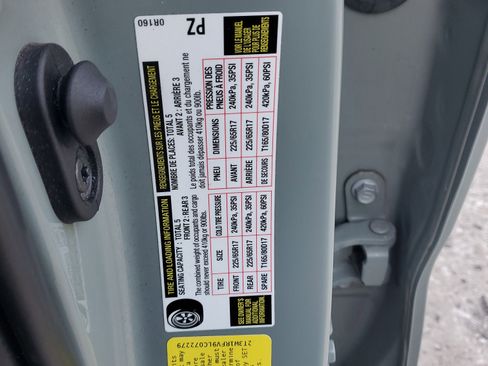 TIRE AND LOADING INFORMATION
SEATING CAPACITY : TOTAL 5
FRONT 2 : REAR 3
The combined weight of occupants and cargo
should never exceed 410kg or 900lbs.
TIRE SIZE COLD TIRE PRESSURE
FRONT 225/65R17 240kPa, 35PSI
REAR 225/65R17 240kPa, 35PSI
SPARE T165/80D17 420kPa, 60PSI
SEE OWNER'S
MANUAL FOR
ADDITIONAL
INFORMATION
RENSEIGNEMENTS SUR LES PNEUS ET LE CHARGEMENT
NOMBRE DE PLACES: TOTAL 5
AVANT 2 : ARRIÈRE 3
Le poids total des occupants et du chargement ne
doit jamais dépasser 410kg ou 900lb.
PNEU DIMENSIONS PRESSION DES
PNEUS À FROID
AVANT 225/65R17 240kPa, 35PSI
ARRIÈRE 225/65R17 240kPa, 35PSI
DE SECOURS T165/80D17 420kPa, 60PSI
VOIR LE MANUEL
DE L'USAGER
POUR PLUS DE
RENSEIGNEMENTS
PZ
0R160
2T3W1RFV9LC072279